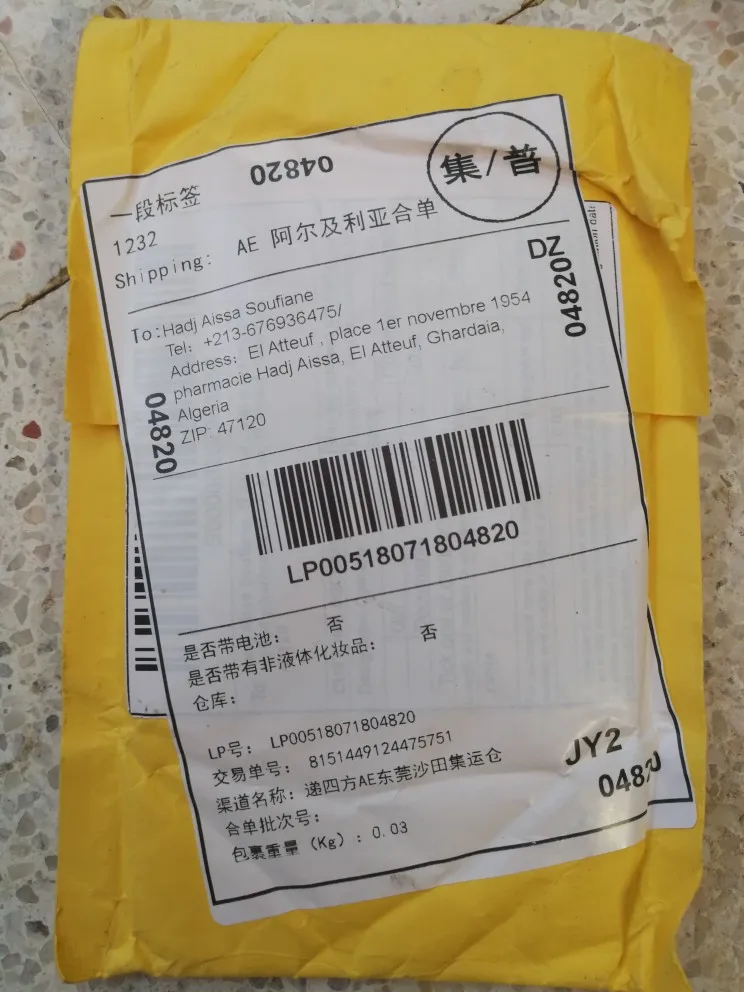 04820
集/普
一段标签
1232
Shipping: AE 阿尔及利亚合单
DZ
04820
To:Hadj Aissa Soufiane
Tel: +213-676936475/
Address: El Atteuf , place 1er novembre 1954
pharmacie Hadj Aissa, El Atteuf, Ghardaia,
Algeria
ZIP: 47120
04820
LP00518071804820
是否带电池: 否
是否带有非液体化妆品: 否
仓库:
LP号: LP00518071804820
交易单号: 8151449124475751
渠道名称: 递四方AE东莞沙田集运仓
合单批次号:
包裹重量 (Kg) : 0.03
JY2
04820